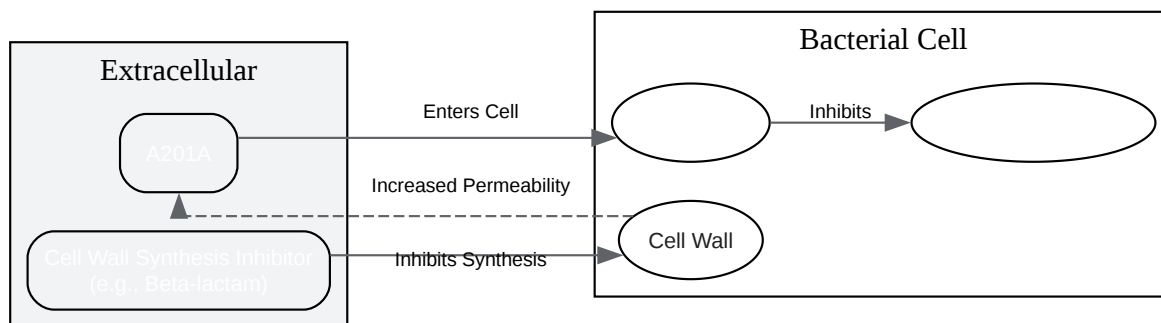 Bacterial Cell
Extracellular
Enters Cell
Inhibits
A201A
Increased Permeability
Cell Wall
Cell Wall Synthesis Inhibitor
(e.g., Beta-lactam)
Inhibits Synthesis